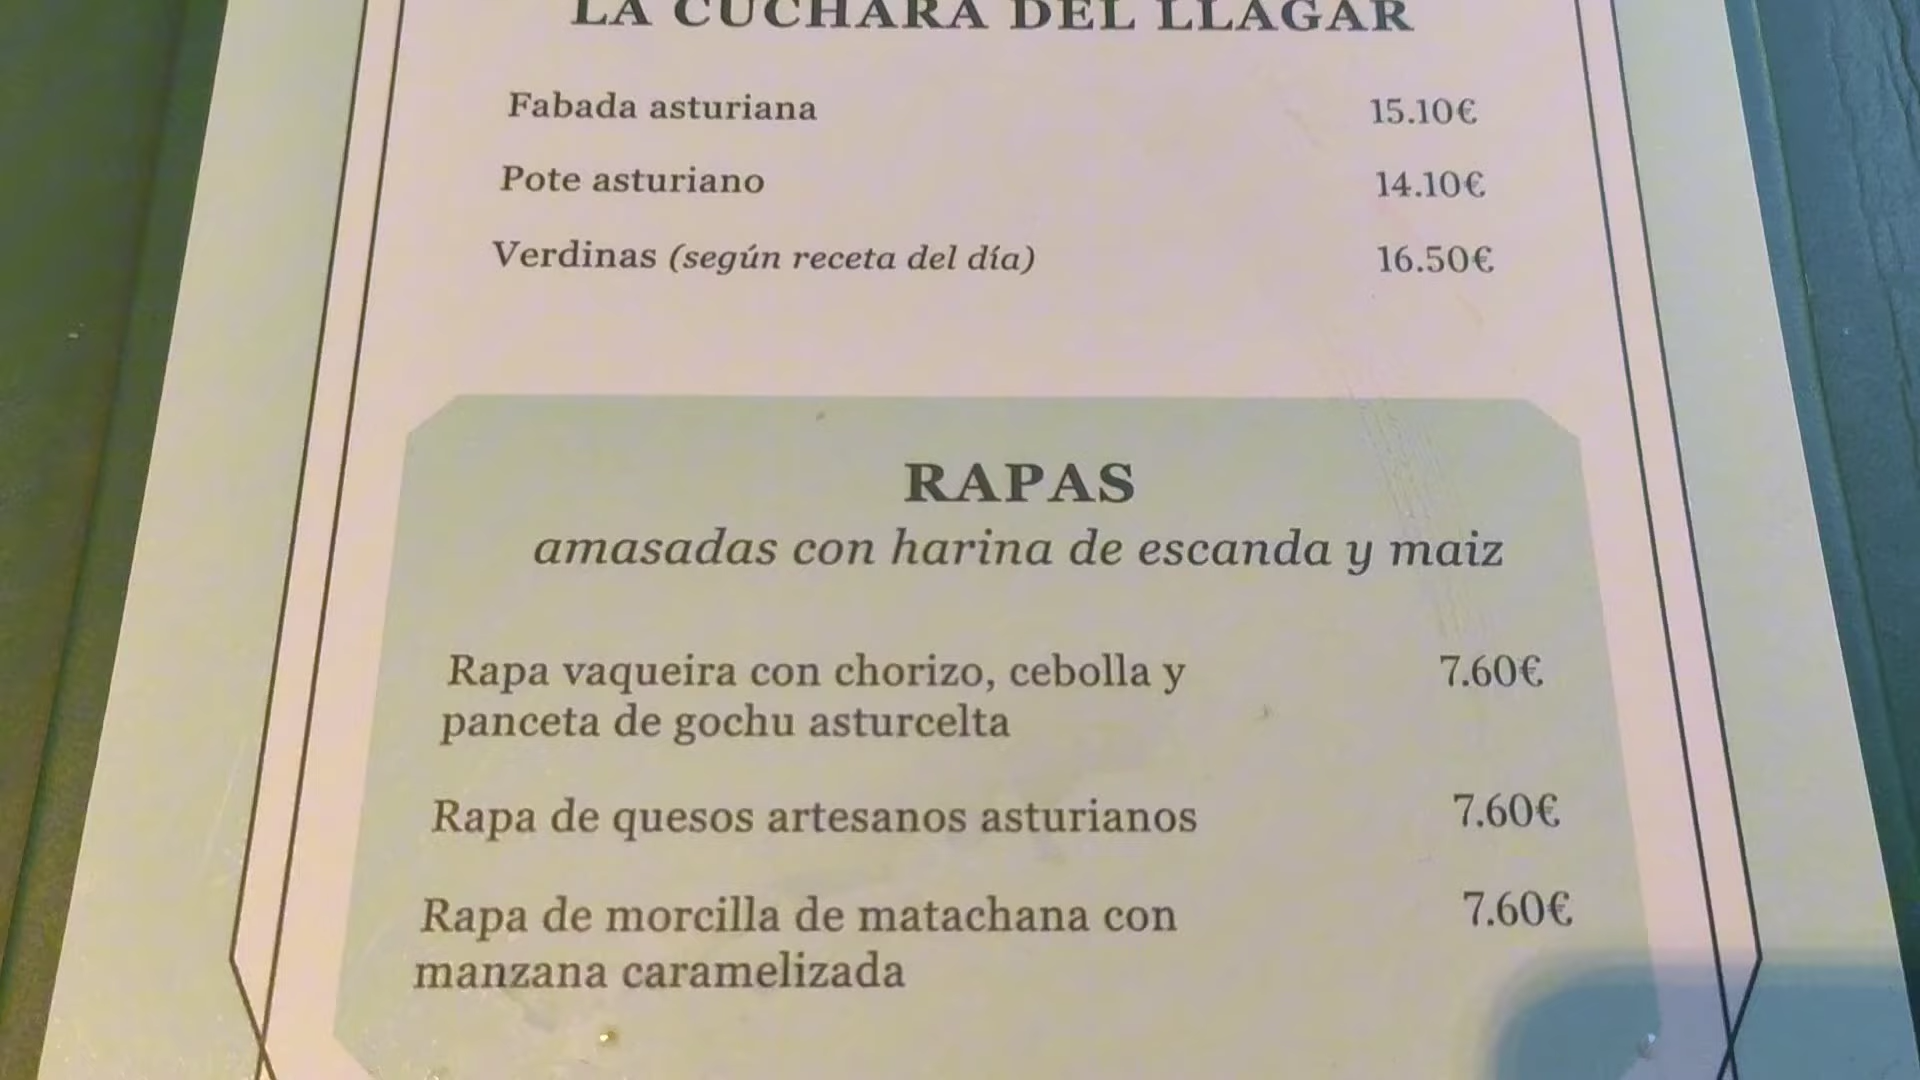 LA CUCHARA DEL LLAGAR
Fabada asturiana 15.10€
Pote asturiano 14.10€
Verdinas (según receta del día) 16.50€
RAPAS
amasadas con harina de escanda y maiz
Rapa vaqueira con chorizo, cebolla y 7.60€
panceta de gochu asturcelta
Rapa de quesos artesanos asturianos 7.60€
Rapa de morcilla de matachana con 7.60€
manzana caramelizada